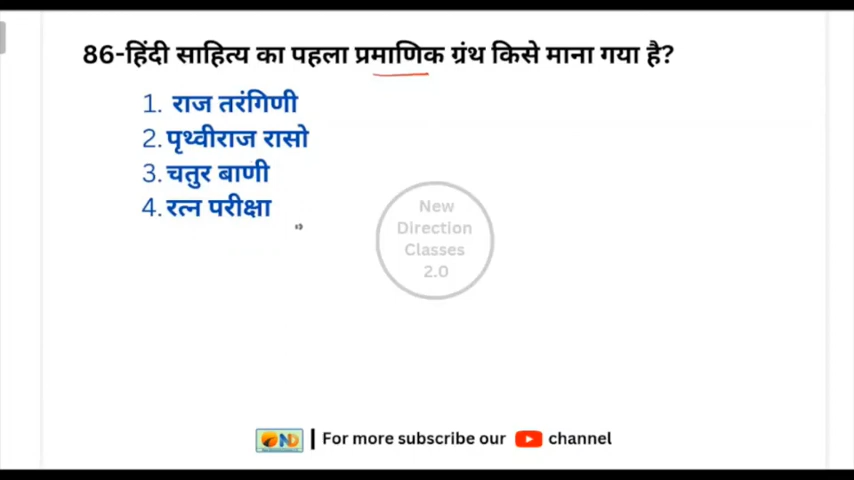 86-हिंदी साहित्य का पहला प्रमाणिक ग्रंथ किसे माना गया है?
1. राज तरंगिणी
2. पृथ्वीराज रासो
3. चतुर बाणी
4. रत्न परीक्षा
New
Direction
Classes
2.0
ND | For more subscribe our channel